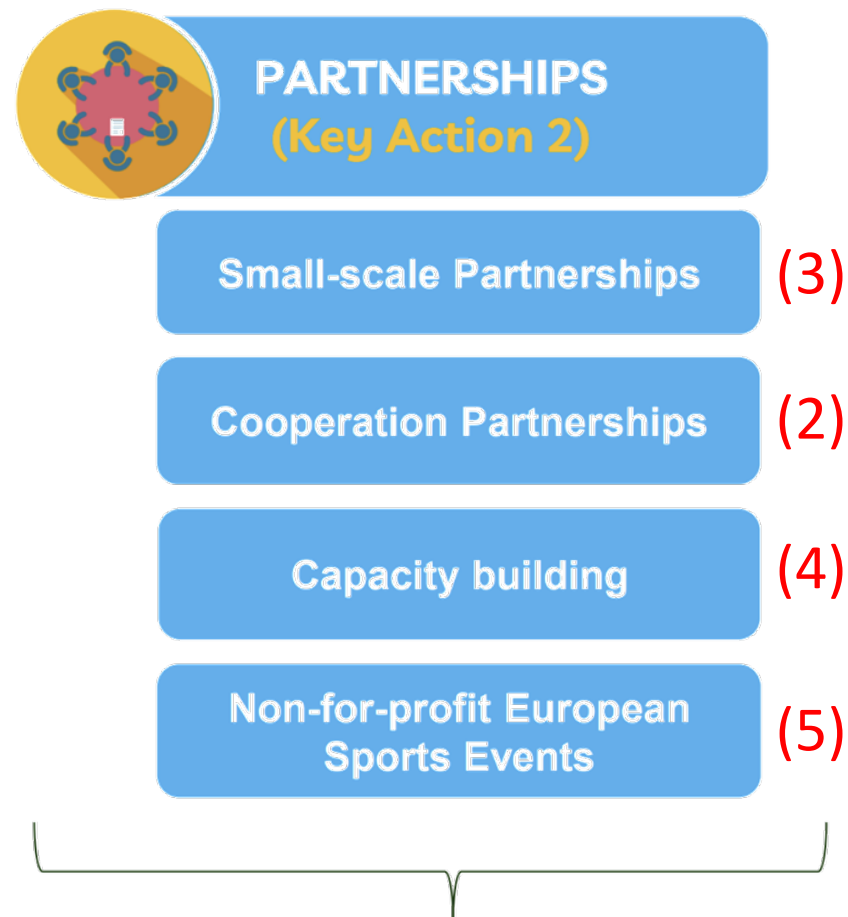 PARTNERSHIPS
(Key Action 2)
Small-scale Partnerships (3)
Cooperation Partnerships (2)
Capacity building (4)
Non-for-profit European
Sports Events (5)